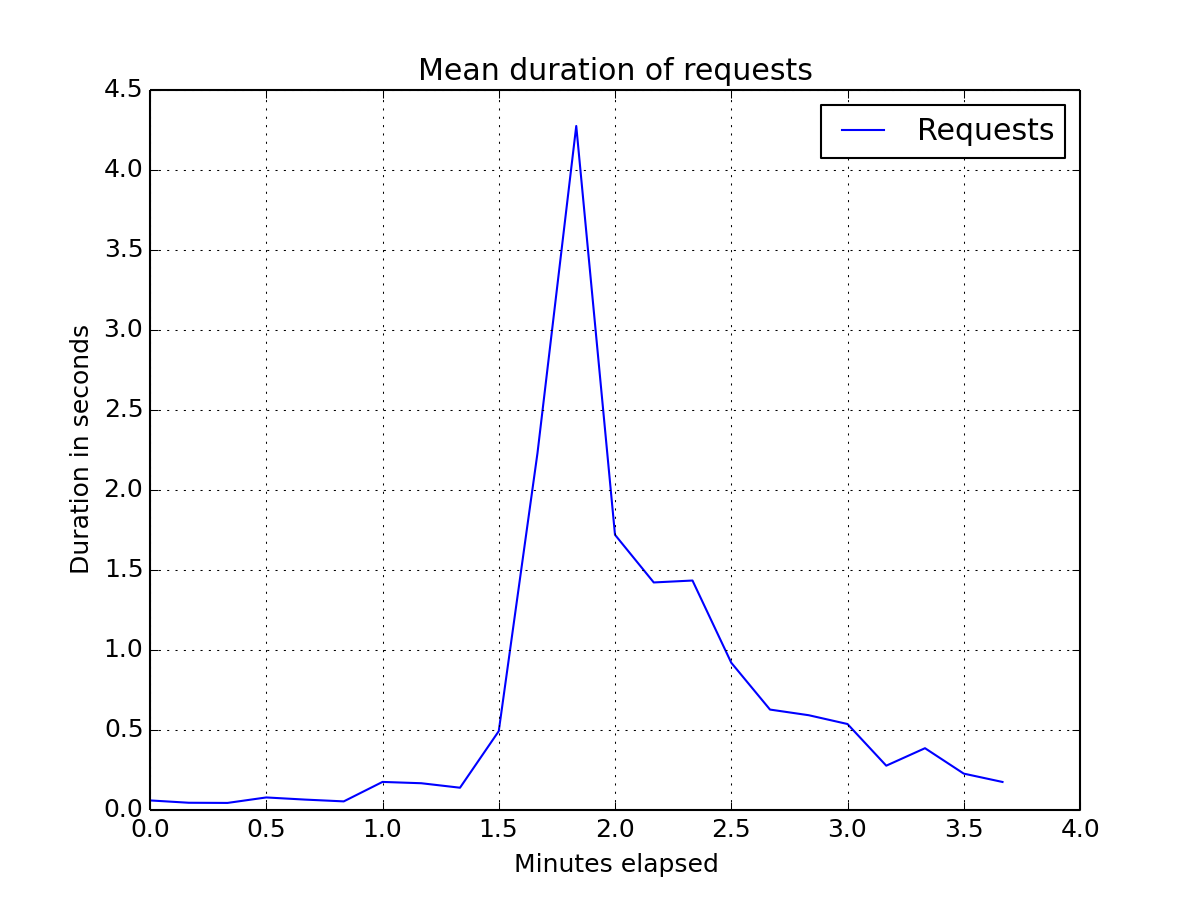 Mean duration of requests
Requests
4.5
4.0
3.5
3.0
2.5
2.0
1.5
1.0
0.5
0.0
Duration in seconds
0.0 0.5 1.0 1.5 2.0 2.5 3.0 3.5 4.0
Minutes elapsed